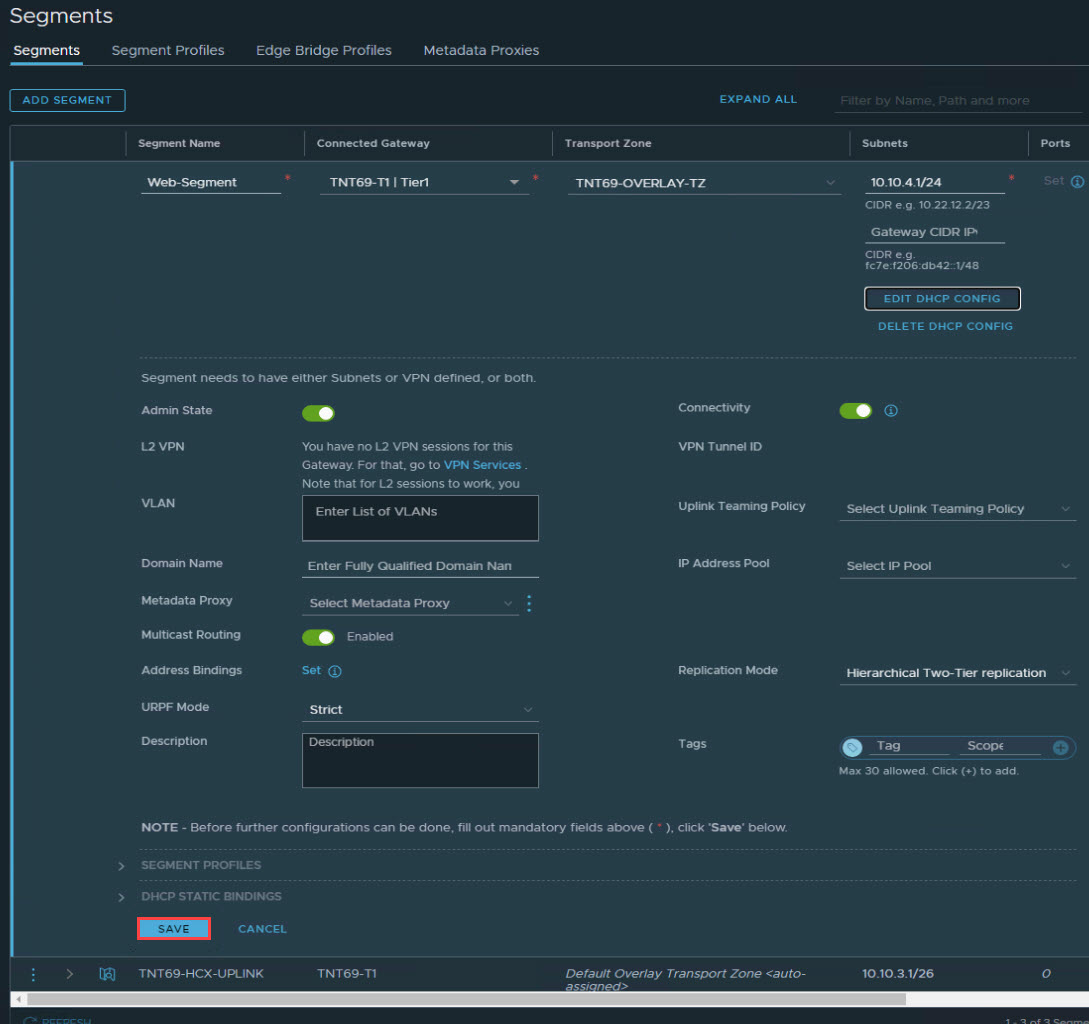 Segments
Segments Segment Profiles Edge Bridge Profiles Metadata Proxies
ADD SEGMENT EXPAND ALL Filter by Name, Path and more
Segment Name Connected Gateway Transport Zone Subnets Ports
Web-Segment * TNT69-T1 | Tier1 * TNT69-OVERLAY-TZ 10.10.4.1/24 * Set
CIDR e.g. 10.22.12.2/23
Gateway CIDR IP
CIDR e.g.
fc7e:f206:db42::1/48
EDIT DHCP CONFIG
DELETE DHCP CONFIG
Segment needs to have either Subnets or VPN defined, or both.
Admin State Connectivity
L2 VPN You have no L2 VPN sessions for this VPN Tunnel ID
Gateway. For that, go to VPN Services .
Note that for L2 sessions to work, you
VLAN Enter List of VLANs Uplink Teaming Policy Select Uplink Teaming Policy
Domain Name Enter Fully Qualified Domain Nam IP Address Pool Select IP Pool
Metadata Proxy Select Metadata Proxy
Multicast Routing Enabled
Address Bindings Set Replication Mode Hierarchical Two-Tier replication
URPF Mode Strict
Description Description Tags Tag Scope
Max 30 allowed. Click (+) to add.
NOTE - Before further configurations can be done, fill out mandatory fields above ( * ), click 'Save' below.
SEGMENT PROFILES
DHCP STATIC BINDINGS
SAVE CANCEL
TNT69-HCX-UPLINK TNT69-T1 Default Overlay Transport Zone <auto- 10.10.3.1/26 0
assigned>
REFRESH 1 - 3 of 3 Segme